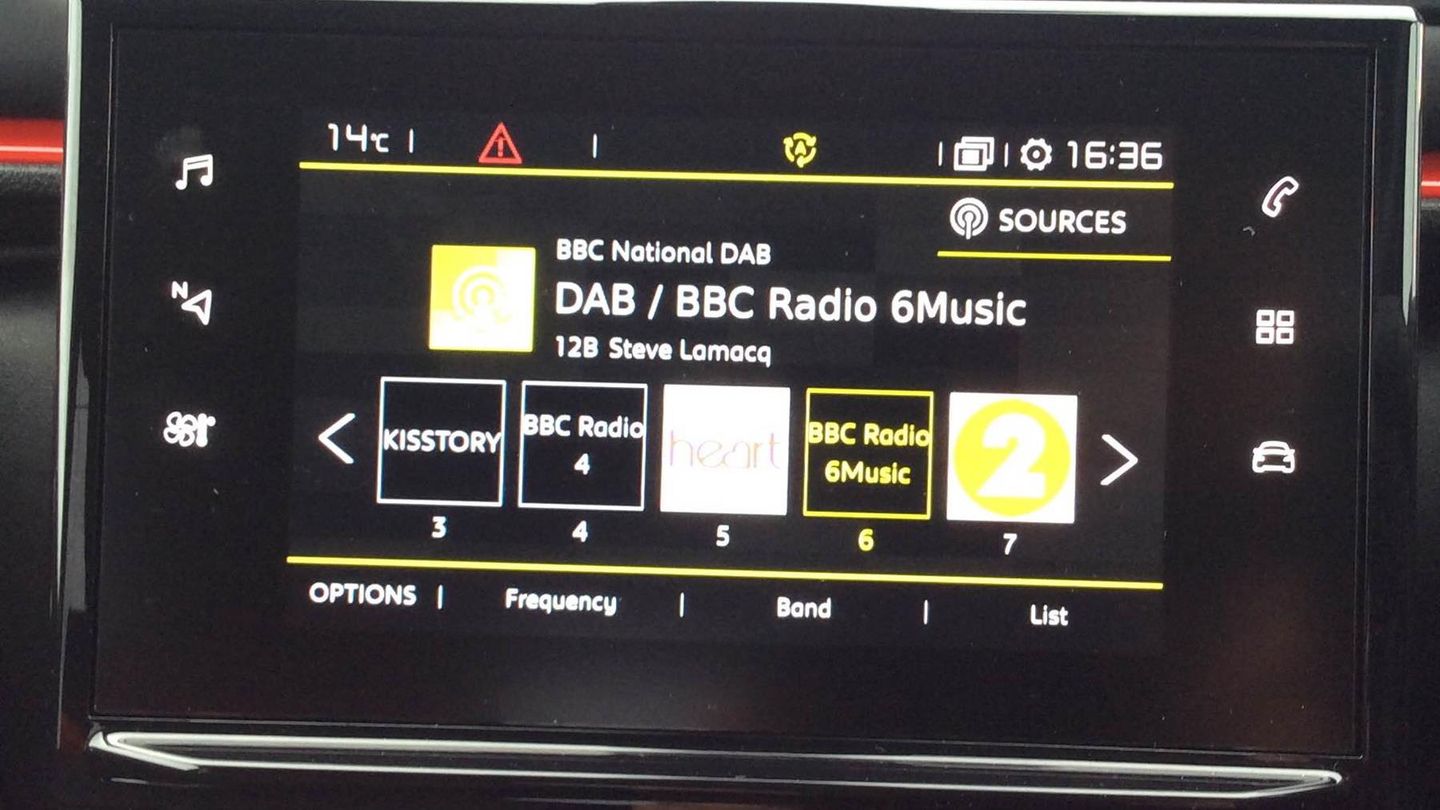 14°C
A
16:36
SOURCES
BBC National DAB
DAB / BBC Radio 6Music
12B Steve Lamacq
N
KISSTORY
BBC Radio
4
heart
BBC Radio
6Music
2
3
4
5
6
7
OPTIONS
Frequency
Band
List